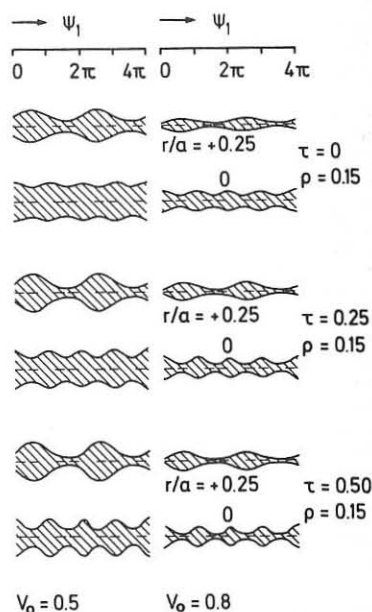 → Ψ₁ → Ψ₁
0 2π 4π 0 2π 4π
r/a = +0.25 τ = 0
0 ρ = 0.15
r/a = +0.25 τ = 0.25
0 ρ = 0.15
r/a = +0.25 τ = 0.50
0 ρ = 0.15
V₀ = 0.5 V₀ = 0.8